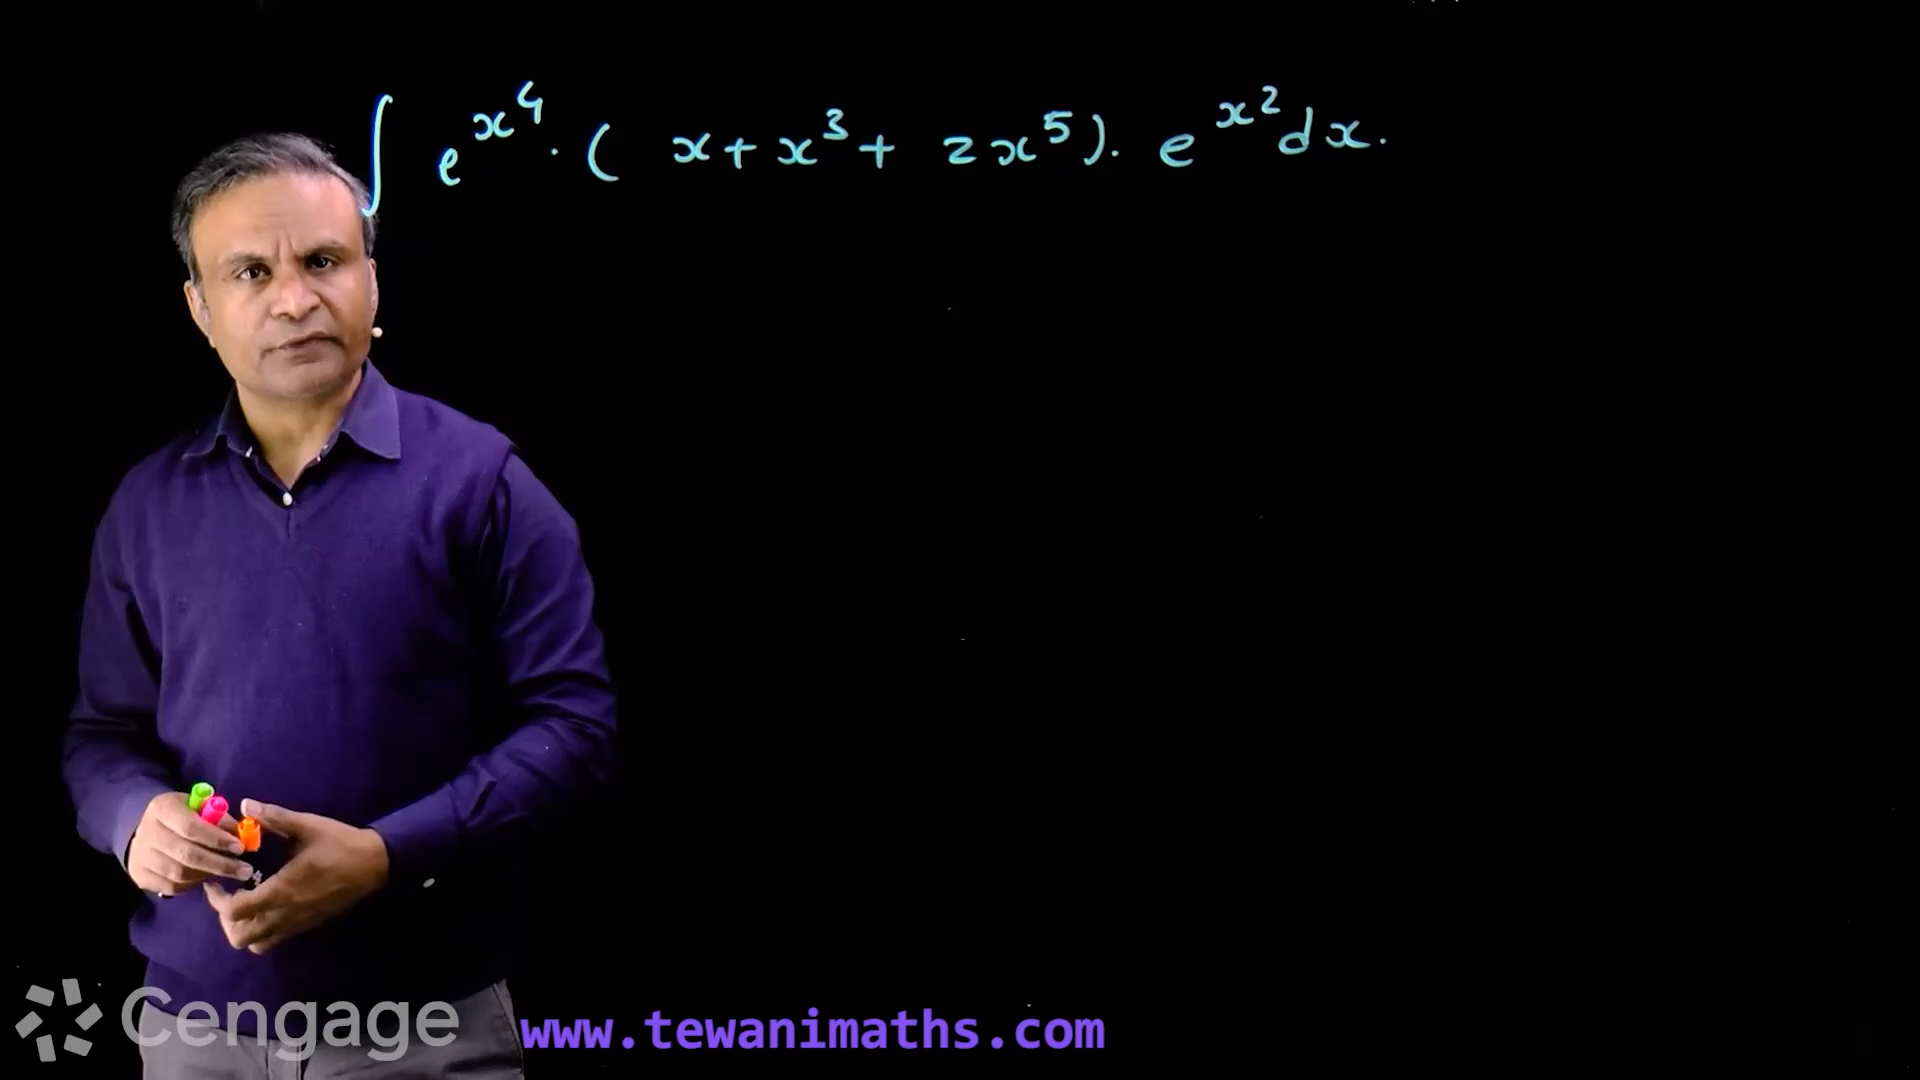 ∫ e^{x^4} · ( x + x^3 + 2x^5 ) · e^{x^2} dx.
Cengage
www.tewanimaths.com